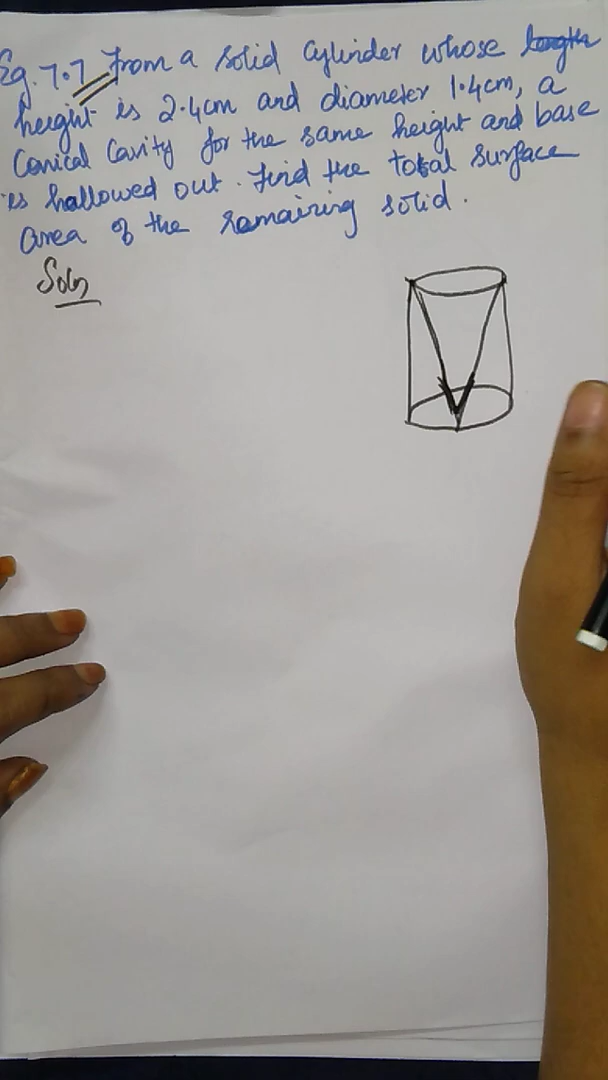 Eg. 7.7 From a solid cylinder whose length
height is 2.4cm and diameter 1.4cm, a
Conical Cavity for the same height and base
is hallowed out. Find the total surface
area of the remaining solid.
Soln